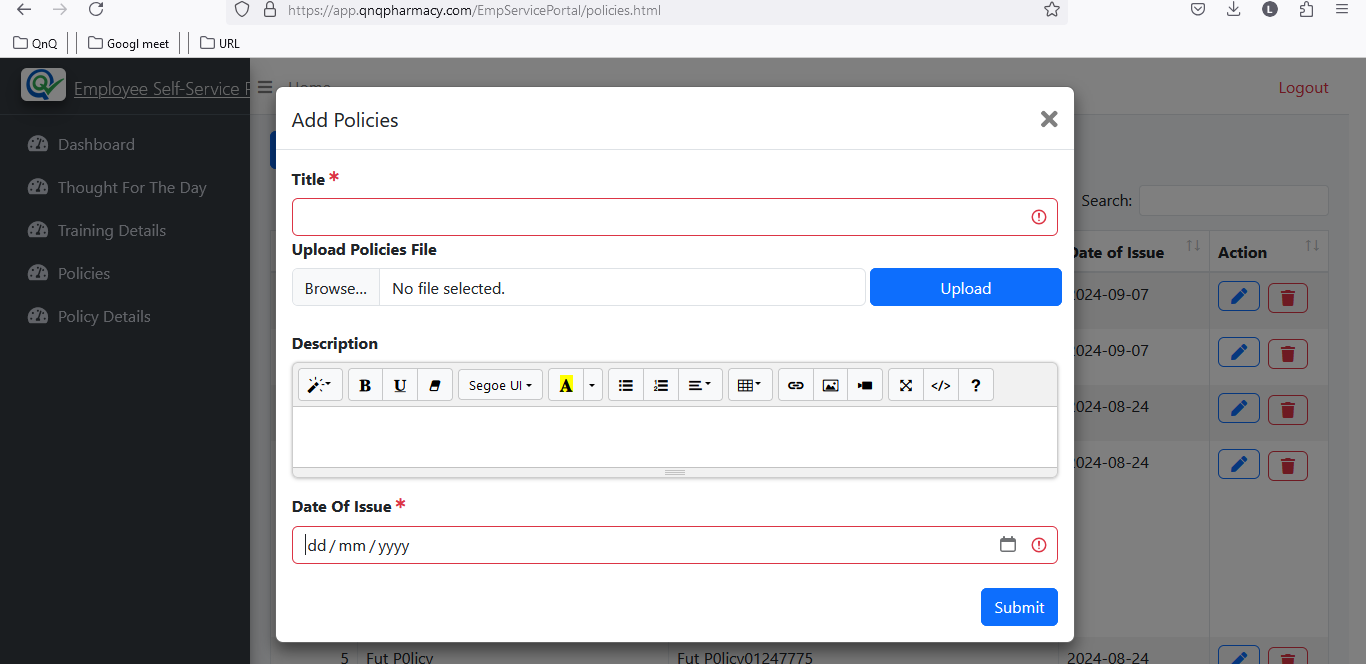 https://app.qnqpharmacy.com/EmpServicePortal/policies.html
L
QnQ
Googl meet
URL
Employee Self-Service
Home
Logout
Dashboard
Thought For The Day
Training Details
Policies
Policy Details
Add Policies
Title *
Upload Policies File
Browse... No file selected. Upload
Description
B U Segoe UI A </> ?
Date Of Issue *
dd / mm / yyyy
Submit
Search:
Date of Issue Action
2024-09-07
2024-09-07
2024-08-24
2024-08-24
5 Fut P0licy Fut P0licy01247775 2024-08-24